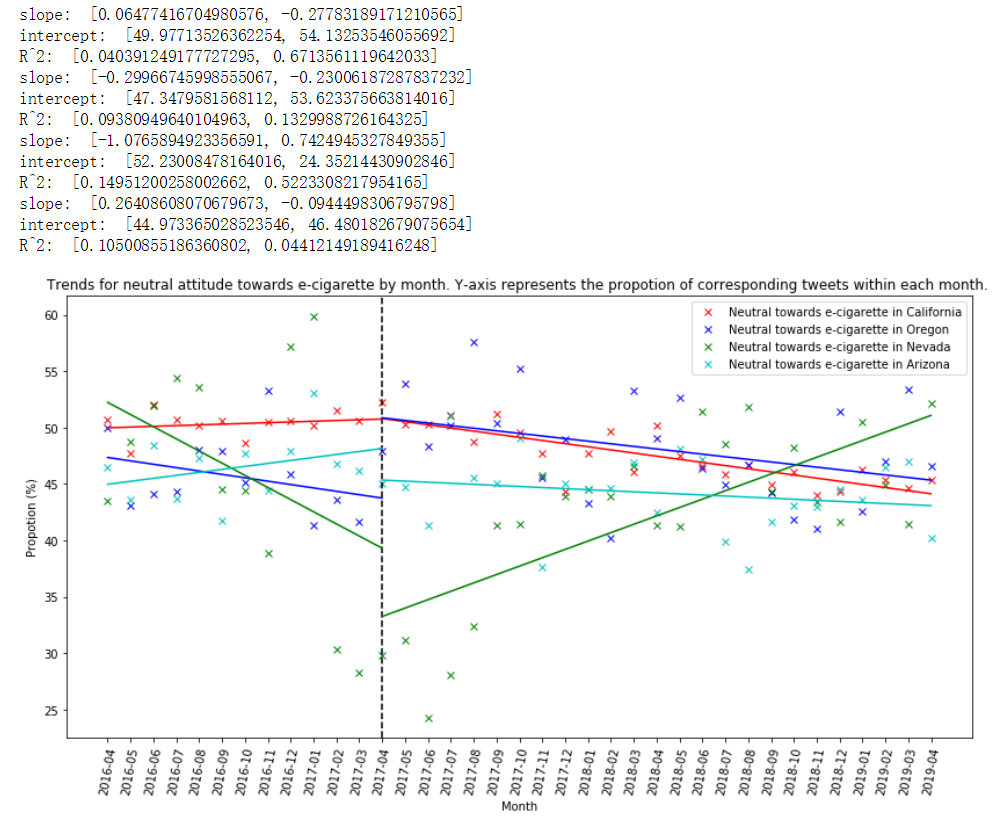 slope:  [0.06477416704980576, -0.27783189171210565]
intercept:  [49.97713526362254, 54.13253546055692]
R^2:  [0.040391249177727295, 0.6713561119642033]
slope:  [-0.29966745998555067, -0.23006187287837232]
intercept:  [47.3479581568112, 53.623375663814016]
R^2:  [0.09380949640104963, 0.1329988726164325]
slope:  [-1.0765894923356591, 0.7424945327849355]
intercept:  [52.23008478164016, 24.35214430902846]
R^2:  [0.14951200258002662, 0.5223308217954165]
slope:  [0.26408608070679673, -0.0944498306795798]
intercept:  [44.973365028523546, 46.480182679075654]
R^2:  [0.10500855186360802, 0.04412149189416248]
Trends for neutral attitude towards e-cigarette by month. Y-axis represents the propotion of corresponding tweets within each month.
Neutral towards e-cigarette in California
Neutral towards e-cigarette in Oregon
Neutral towards e-cigarette in Nevada
Neutral towards e-cigarette in Arizona
Propotion (%)
60
55
50
45
40
35
30
25
2016-04
2016-05
2016-06
2016-07
2016-08
2016-09
2016-10
2016-11
2016-12
2017-01
2017-02
2017-03
2017-04
2017-05
2017-06
2017-07
2017-08
2017-09
2017-10
2017-11
2017-12
2018-01
2018-02
2018-03
2018-04
2018-05
2018-06
2018-07
2018-08
2018-09
2018-10
2018-11
2018-12
2019-01
2019-02
2019-03
2019-04
Month